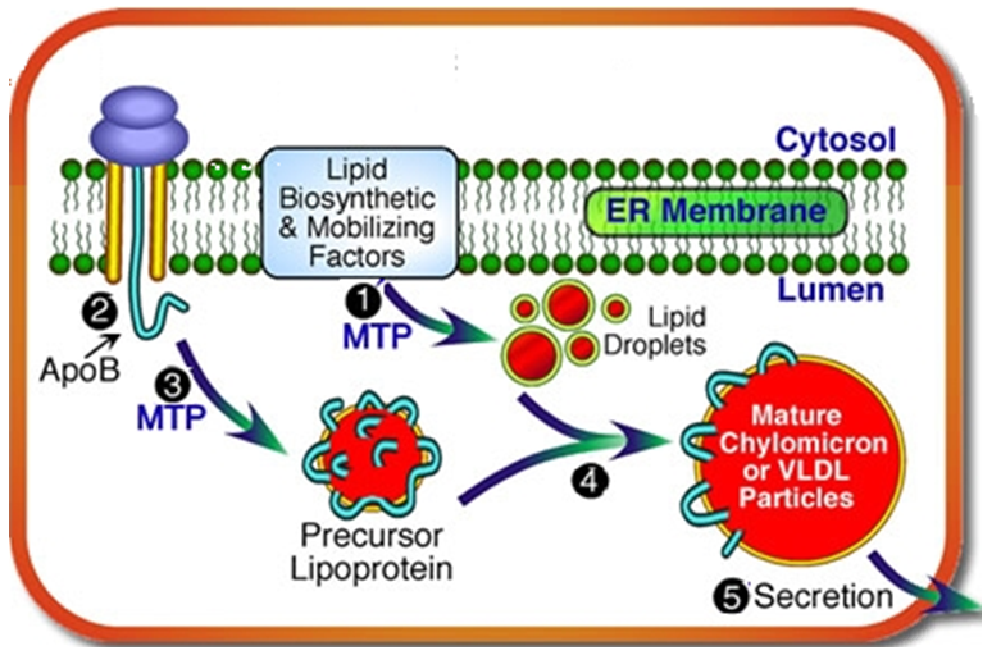 Cytosol
Lipid
Biosynthetic
& Mobilizing
Factors
ER Membrane
Lumen
1
MTP
2
ApoB
Lipid
Droplets
3
MTP
Mature
Chylomicron
or VLDL
Particles
4
Precursor
Lipoprotein
5 Secretion